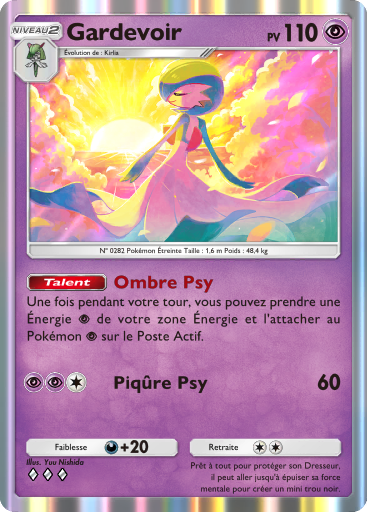 NIVEAU 2
Gardevoir
PV 110
Évolution de : Kirlia
N° 0282 Pokémon Étreinte Taille : 1,6 m Poids : 48,4 kg
Talent Ombre Psy
Une fois pendant votre tour, vous pouvez prendre une
Énergie de votre zone Énergie et l'attacher au
Pokémon sur le Poste Actif.
Piqûre Psy 60
Faiblesse +20
Retraite
Illus. Yuu Nishida
Prêt à tout pour protéger son Dresseur,
il peut aller jusqu'à épuiser sa force
mentale pour créer un mini trou noir.